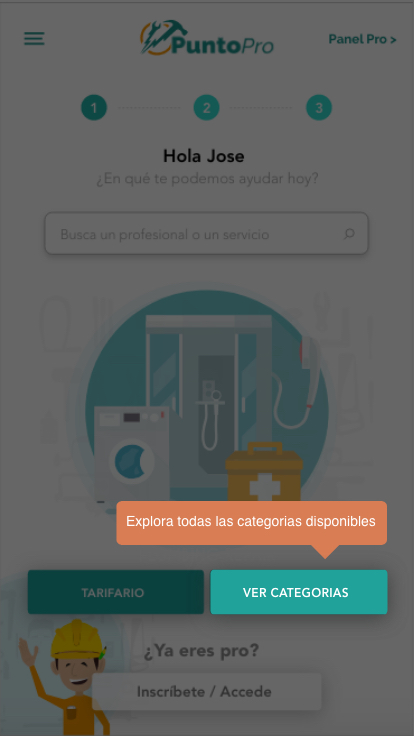 PuntoPro
Panel Pro >
1
2
3
Hola Jose
¿En qué te podemos ayudar hoy?
Busca un profesional o un servicio
Explora todas las categorias disponibles
TARIFARIO
VER CATEGORIAS
¿Ya eres pro?
Inscríbete / Accede